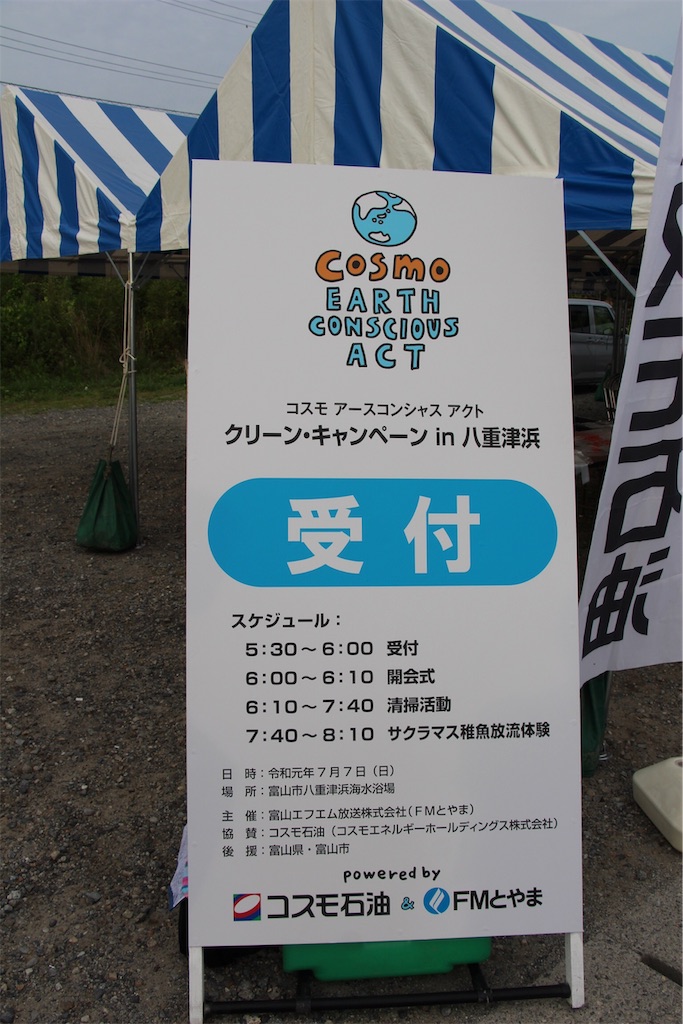 COSMO
EARTH
CONSCIOUS
ACT
コスモ アースコンシャス アクト
クリーン・キャンペーン in 八重津浜
受付
スケジュール：
5:30～6:00 受付
6:00～6:10 開会式
6:10～7:40 清掃活動
7:40～8:10 サクラマス稚魚放流体験
日　時：令和元年７月７日（日）
場　所：富山市八重津浜海水浴場
主　催：富山エフエム放送株式会社（ＦＭとやま）
協　賛：コスモ石油（コスモエネルギーホールディングス株式会社）
後　援：富山県・富山市
powered by
コスモ石油 & FMとやま
石油